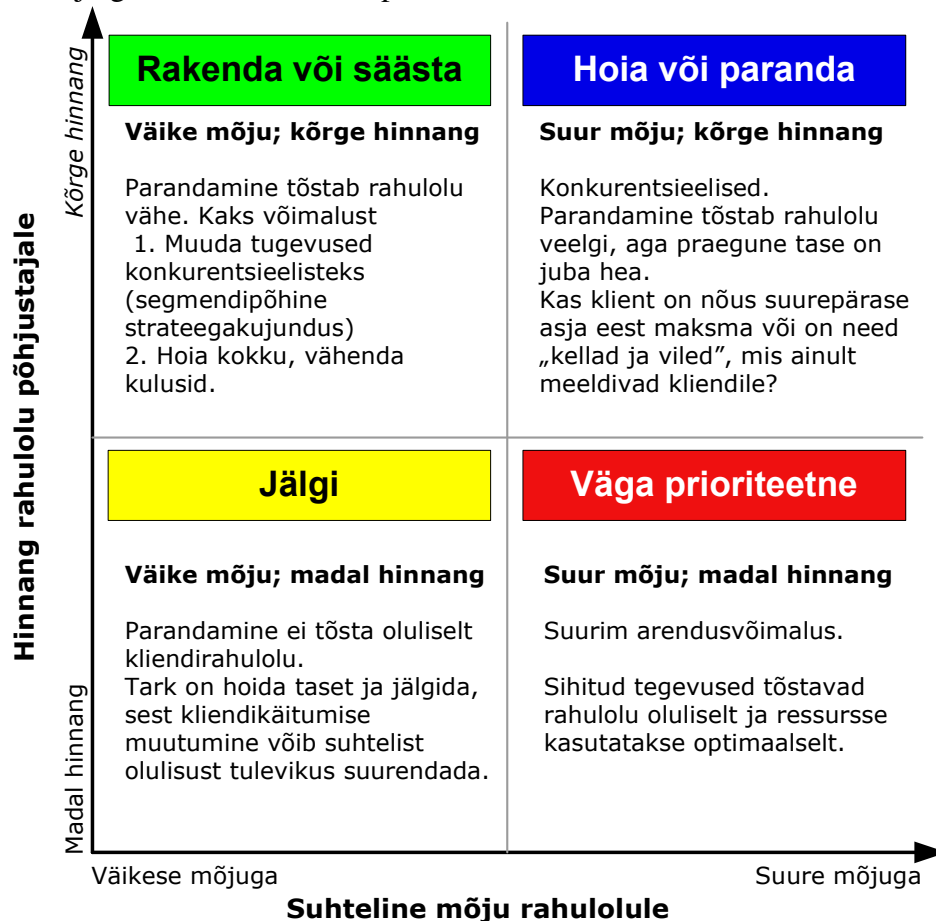 Kõrge hinnang
Hinnang rahulolu põhjustajale
Madal hinnang
Rakenda või säästa
Väike mõju; kõrge hinnang
Parandamine tõstab rahulolu
vähe. Kaks võimalust
1. Muuda tugevused
konkurentsieelisteks
(segmendipõhine
strateegakujundus)
2. Hoia kokku, vähenda
kulusid.
Hoia või paranda
Suur mõju; kõrge hinnang
Konkurentsieelised.
Parandamine tõstab rahulolu
veelgi, aga praegune tase on
juba hea.
Kas klient on nõus suurepärase
asja eest maksma või on need
„kellad ja viled”, mis ainult
meeldivad kliendile?
Jälgi
Väike mõju; madal hinnang
Parandamine ei tõsta oluliselt
kliendirahulolu.
Tark on hoida taset ja jälgida,
sest kliendikäitumise
muutumine võib suhtelist
olulisust tulevikus suurendada.
Väga prioriteetne
Suur mõju; madal hinnang
Suurim arendusvõimalus.
Sihitud tegevused tõstavad
rahulolu oluliselt ja ressursse
kasutatakse optimaalselt.
Väikese mõjuga
Suure mõjuga
Suhteline mõju rahulolule